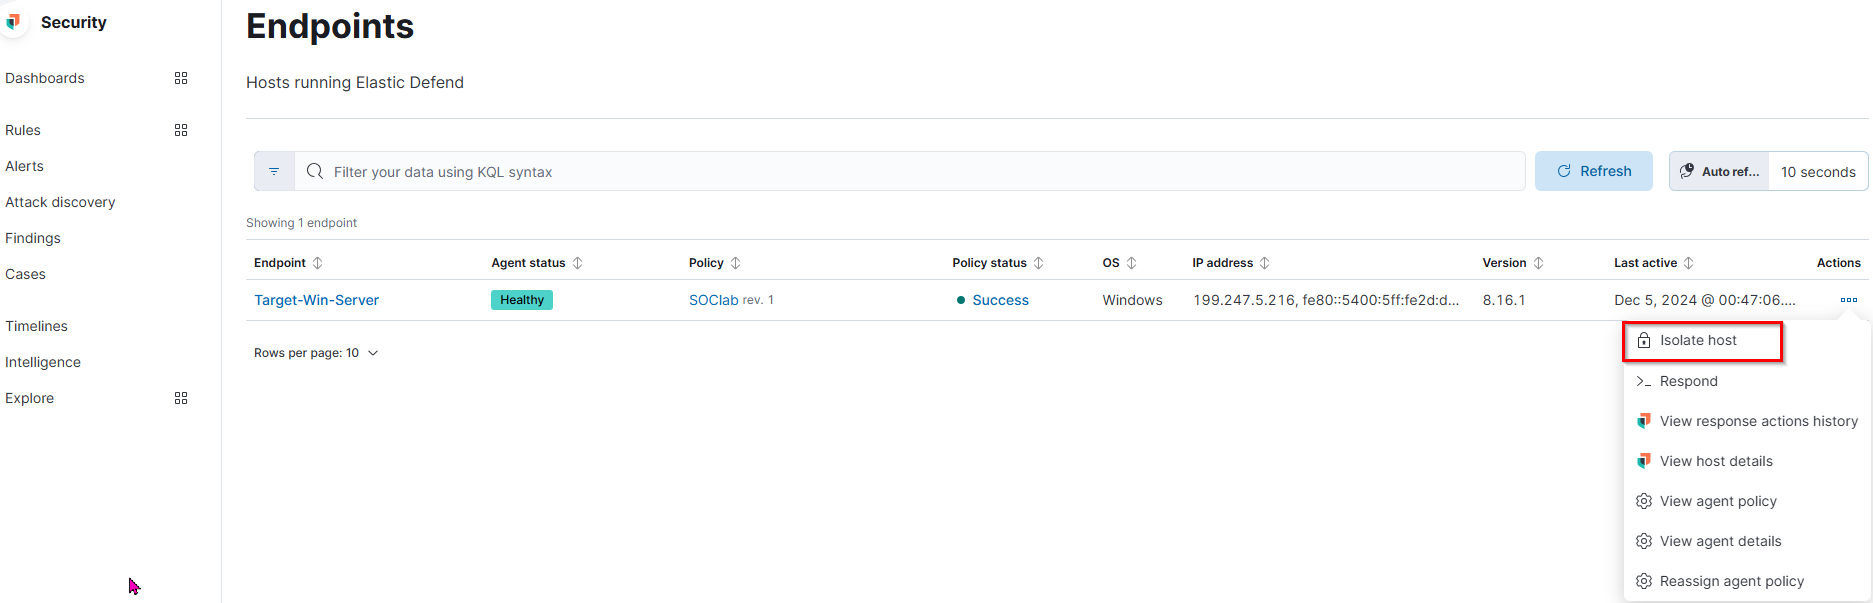 Security
Endpoints
Hosts running Elastic Defend
Dashboards
Rules
Alerts
Attack discovery
Findings
Cases
Timelines
Intelligence
Explore
Filter your data using KQL syntax
Refresh
Auto ref...
10 seconds
Showing 1 endpoint
Endpoint Agent status Policy Policy status OS IP address Version Last active Actions
Target-Win-Server Healthy SOClab rev. 1 Success Windows 199.247.5.216, fe80::5400:5ff:fe2d:d... 8.16.1 Dec 5, 2024 @ 00:47:06....
Rows per page: 10
Isolate host
Respond
View response actions history
View host details
View agent policy
View agent details
Reassign agent policy